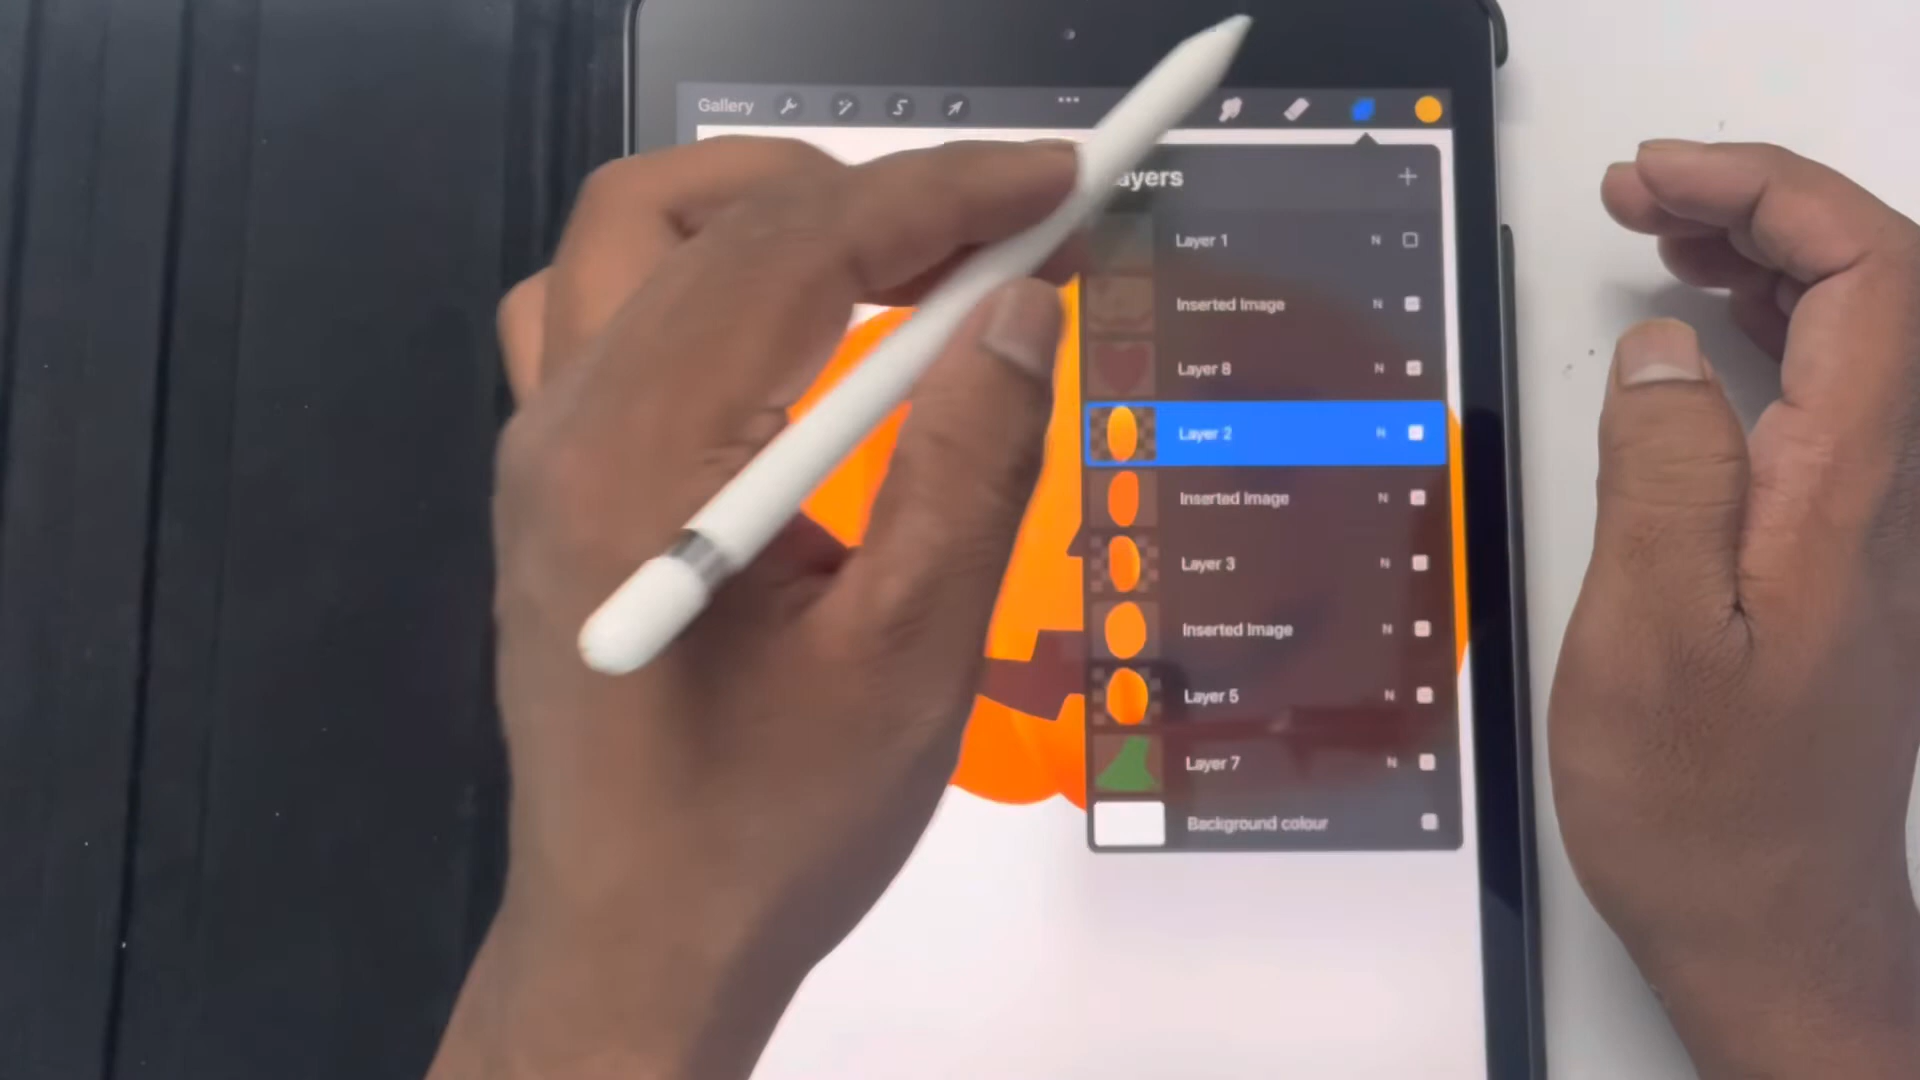 Gallery
ayers
Layer 1 N
Inserted Image N
Layer 8 N
Layer 2 N
Inserted Image N
Layer 3 N
Inserted Image N
Layer 5 N
Layer 7 N
Background colour